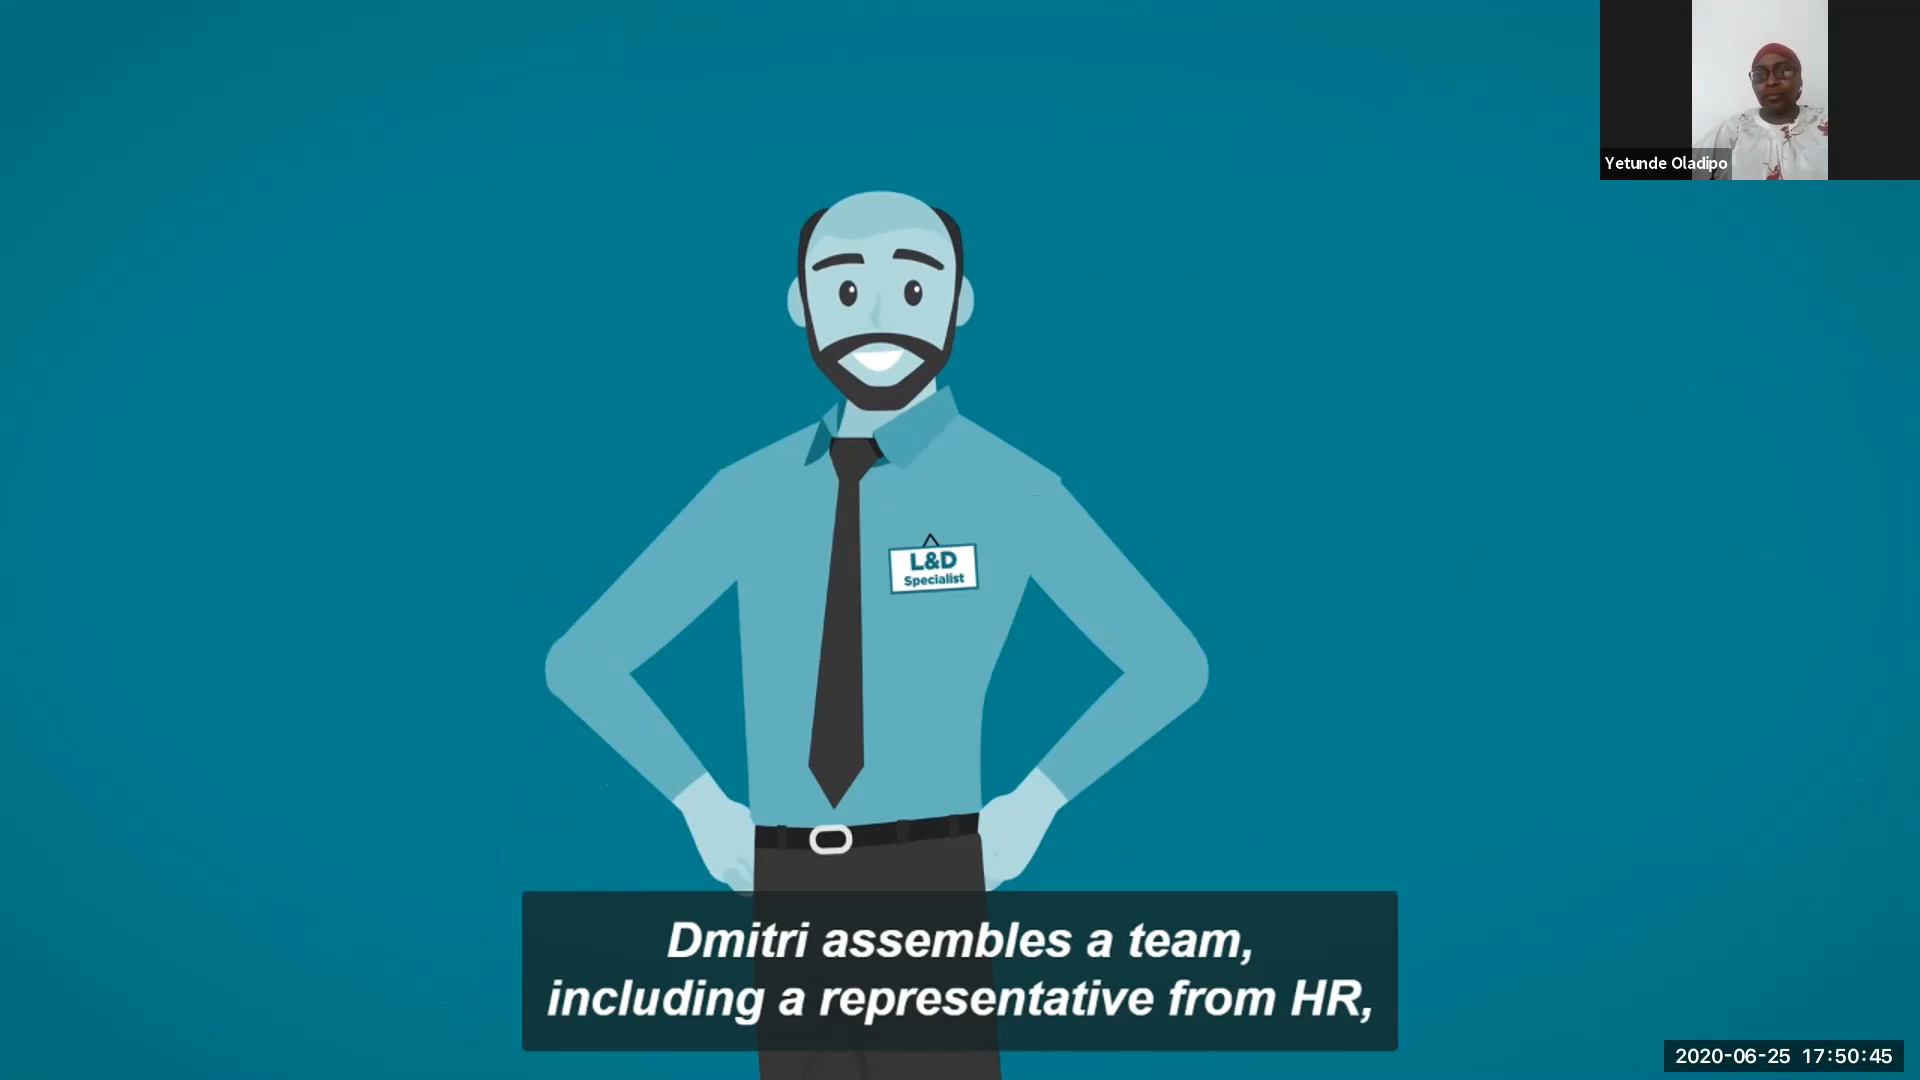 Yetunde Oladipo
L&D
Specialist
Dmitri assembles a team,
including a representative from HR,
2020-06-25 17:50:45